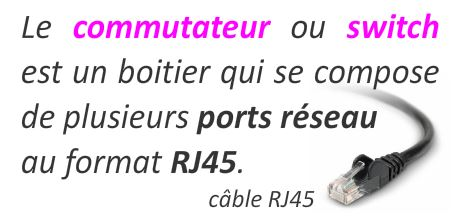 Le commutateur ou switch
est un boitier qui se compose
de plusieurs ports réseau
au format RJ45.
câble RJ45